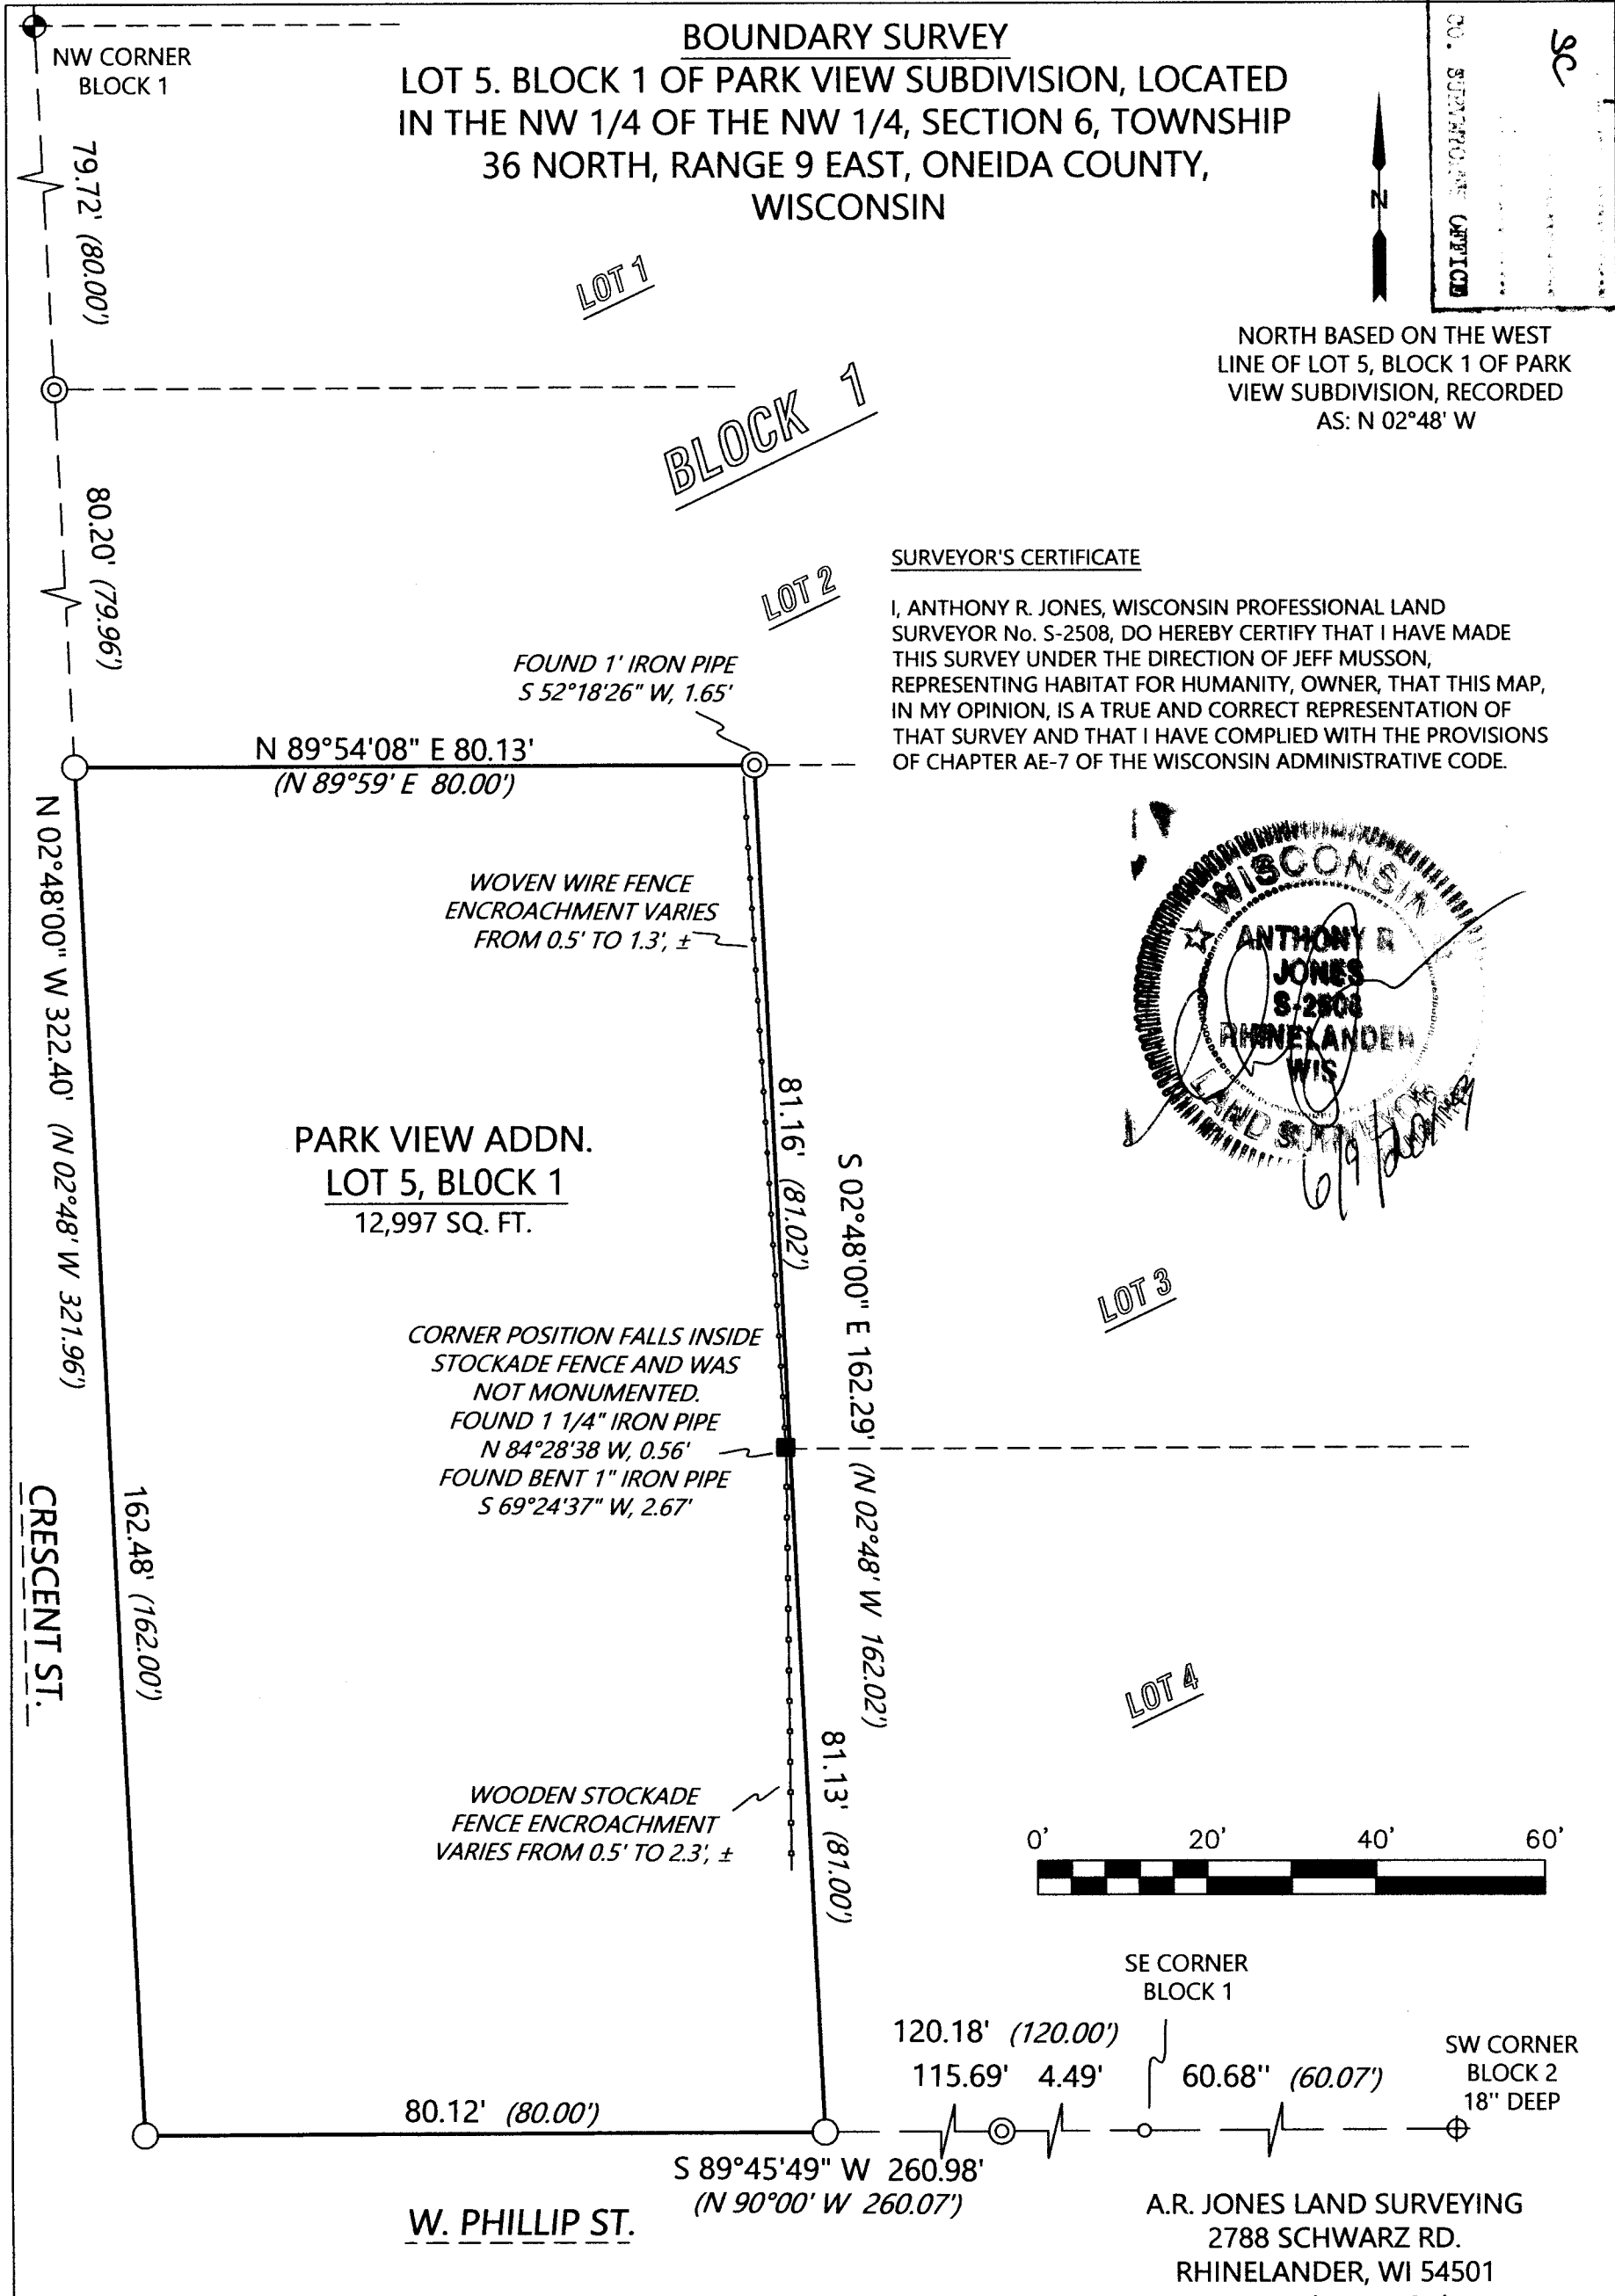 BOUNDARY SURVEY
LOT 5. BLOCK 1 OF PARK VIEW SUBDIVISION, LOCATED
IN THE NW 1/4 OF THE NW 1/4, SECTION 6, TOWNSHIP
36 NORTH, RANGE 9 EAST, ONEIDA COUNTY,
WISCONSIN
NW CORNER
BLOCK 1
CO.
OFFICE
N
NORTH BASED ON THE WEST
LINE OF LOT 5, BLOCK 1 OF PARK
VIEW SUBDIVISION, RECORDED
AS: N 02°48' W
79.72' (80.00')
LOT 1
BLOCK 1
80.20' (79.96')
LOT 2
SURVEYOR'S CERTIFICATE
I, ANTHONY R. JONES, WISCONSIN PROFESSIONAL LAND
SURVEYOR No. S-2508, DO HEREBY CERTIFY THAT I HAVE MADE
THIS SURVEY UNDER THE DIRECTION OF JEFF MUSSON,
REPRESENTING HABITAT FOR HUMANITY, OWNER, THAT THIS MAP,
IN MY OPINION, IS A TRUE AND CORRECT REPRESENTATION OF
THAT SURVEY AND THAT I HAVE COMPLIED WITH THE PROVISIONS
OF CHAPTER AE-7 OF THE WISCONSIN ADMINISTRATIVE CODE.
FOUND 1' IRON PIPE
S 52°18'26" W, 1.65'
N 89°54'08" E 80.13'
(N 89°59' E 80.00')
N 02°48'00" W 322.40' (N 02°48' W 321.96')
WOVEN WIRE FENCE
ENCROACHMENT VARIES
FROM 0.5' TO 1.3', ±
WISCONSIN
ANTHONY R
JONES
S-2508
RHINELANDER
WIS
LAND SURVEYOR
81.16' (81.02')
S 02°48'00" E 162.29' (N 02°48' W 162.02')
PARK VIEW ADDN.
LOT 5, BLOCK 1
12,997 SQ. FT.
LOT 3
CORNER POSITION FALLS INSIDE
STOCKADE FENCE AND WAS
NOT MONUMENTED.
FOUND 1 1/4" IRON PIPE
N 84°28'38 W, 0.56'
FOUND BENT 1" IRON PIPE
S 69°24'37" W, 2.67'
CRESCENT ST.
162.48' (162.00')
LOT 4
81.13' (81.00')
WOODEN STOCKADE
FENCE ENCROACHMENT
VARIES FROM 0.5' TO 2.3', ±
0' 20' 40' 60'
SE CORNER
BLOCK 1
120.18' (120.00')
115.69' 4.49' 60.68" (60.07')
SW CORNER
BLOCK 2
18" DEEP
80.12' (80.00')
S 89°45'49" W 260.98'
(N 90°00' W 260.07')
W. PHILLIP ST.
A.R. JONES LAND SURVEYING
2788 SCHWARZ RD.
RHINELANDER, WI 54501